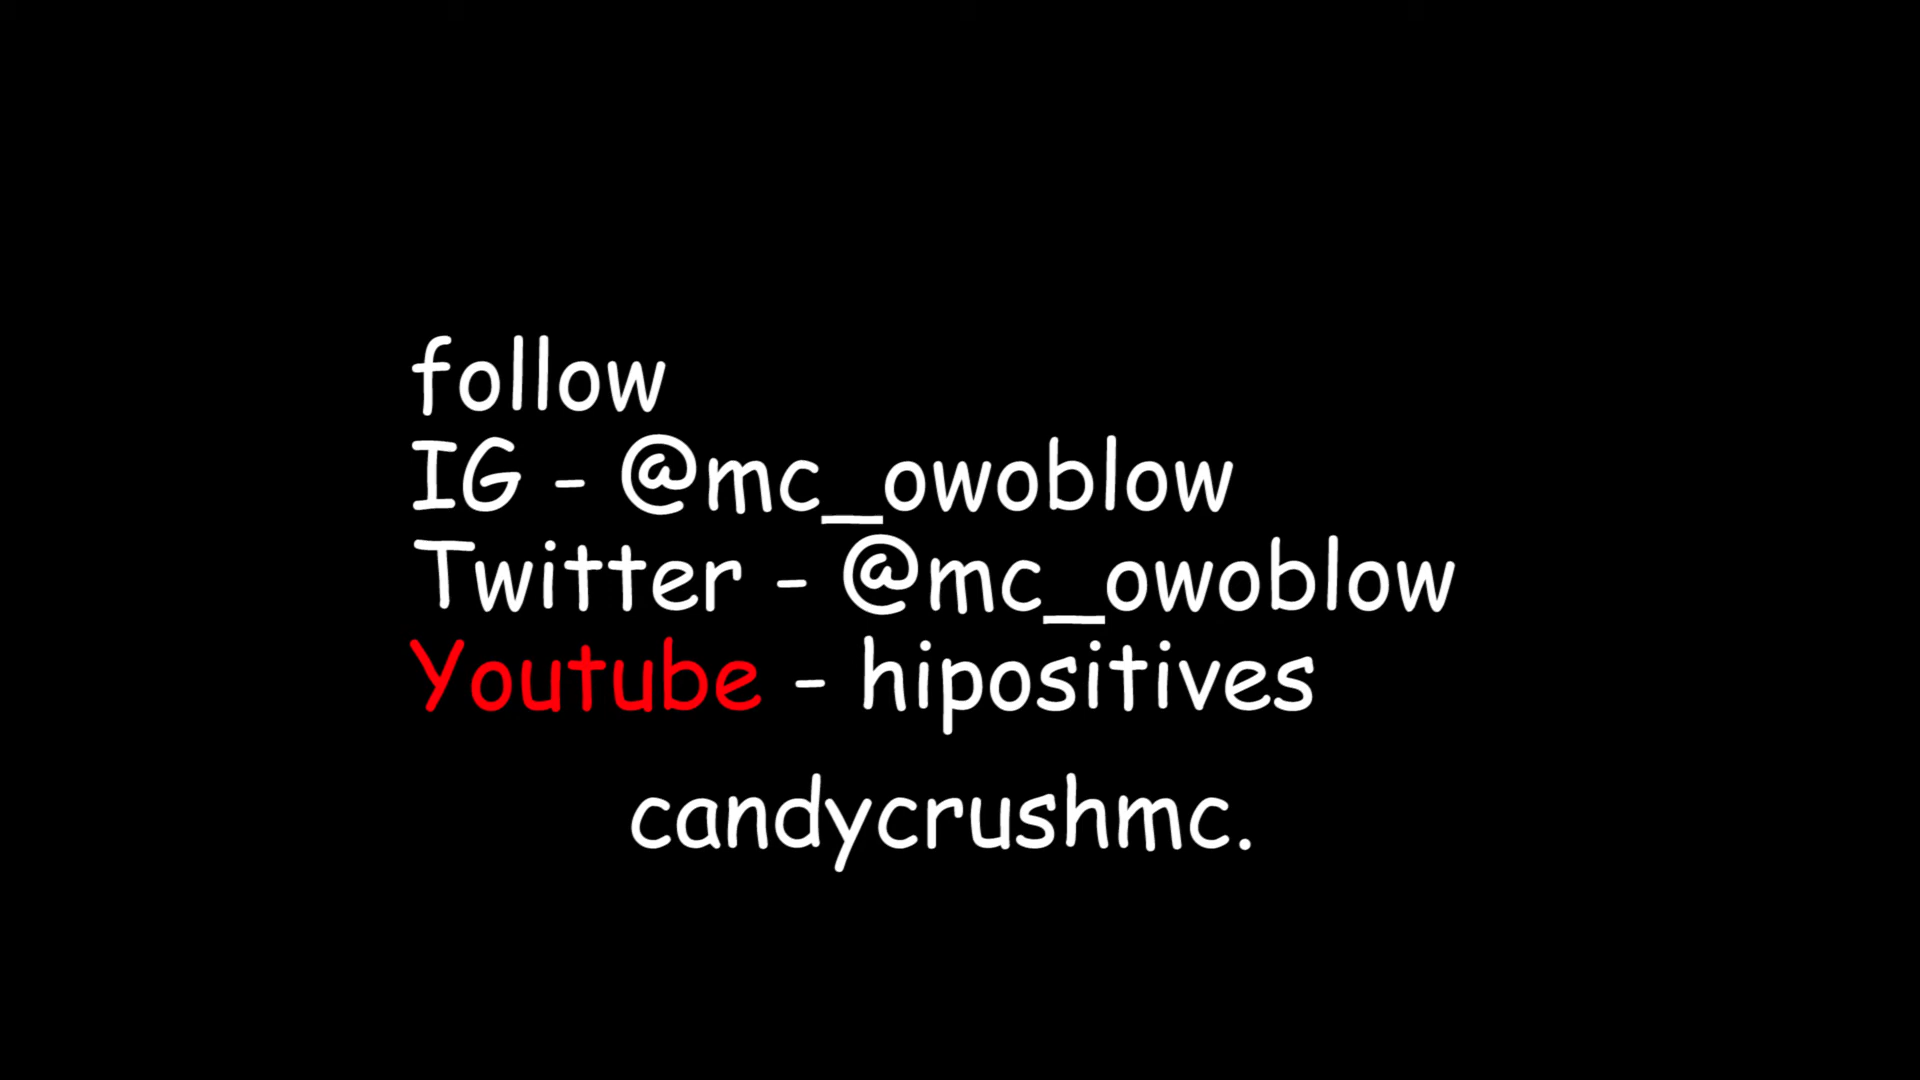 follow
IG - @mc_owoblow
Twitter - @mc_owoblow
Youtube - hipositives
candycrushmc.